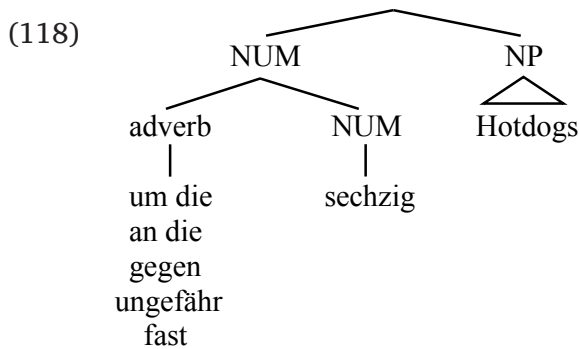 (118)
NUM NP
adverb NUM Hotdogs
um die sechzig
an die
gegen
ungefähr
fast